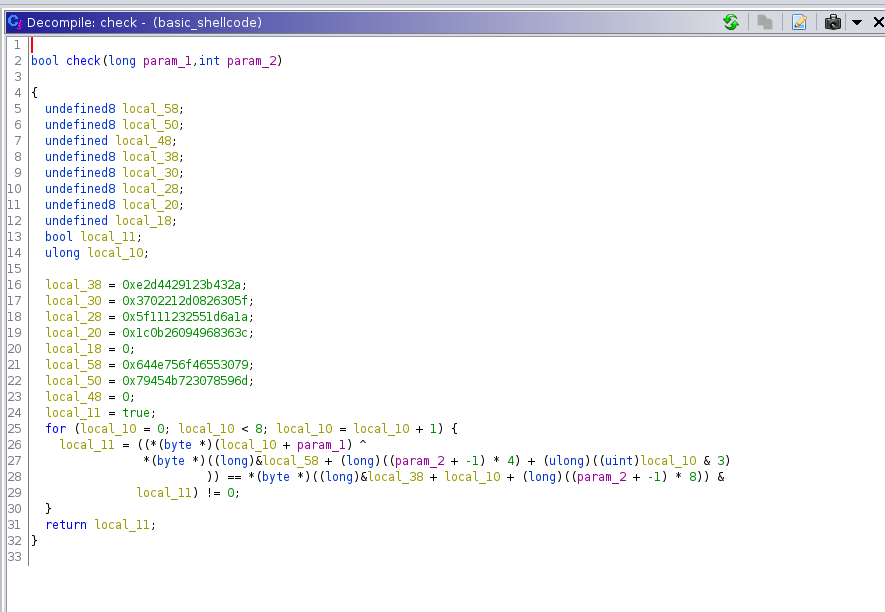 Decompile: check - (basic_shellcode)
1
2 bool check(long param_1,int param_2)
3
4 {
5 undefined8 local_58;
6 undefined8 local_50;
7 undefined local_48;
8 undefined8 local_38;
9 undefined8 local_30;
10 undefined8 local_28;
11 undefined8 local_20;
12 undefined local_18;
13 bool local_11;
14 ulong local_10;
15
16 local_38 = 0xe2d4429123b432a;
17 local_30 = 0x3702212d0826305f;
18 local_28 = 0x5f111232551d6a1a;
19 local_20 = 0x1c0b26094968363c;
20 local_18 = 0;
21 local_58 = 0x644e756f46553079;
22 local_50 = 0x79454b723078596d;
23 local_48 = 0;
24 local_11 = true;
25 for (local_10 = 0; local_10 < 8; local_10 = local_10 + 1) {
26 local_11 = ((*(byte *)(local_10 + param_1) ^
27 *(byte *)((long)&local_58 + (long)((param_2 + -1) * 4) + (ulong)((uint)local_10 & 3)
28 )) == *(byte *)((long)&local_38 + local_10 + (long)((param_2 + -1) * 8)) &
29 local_11) != 0;
30 }
31 return local_11;
32 }
33